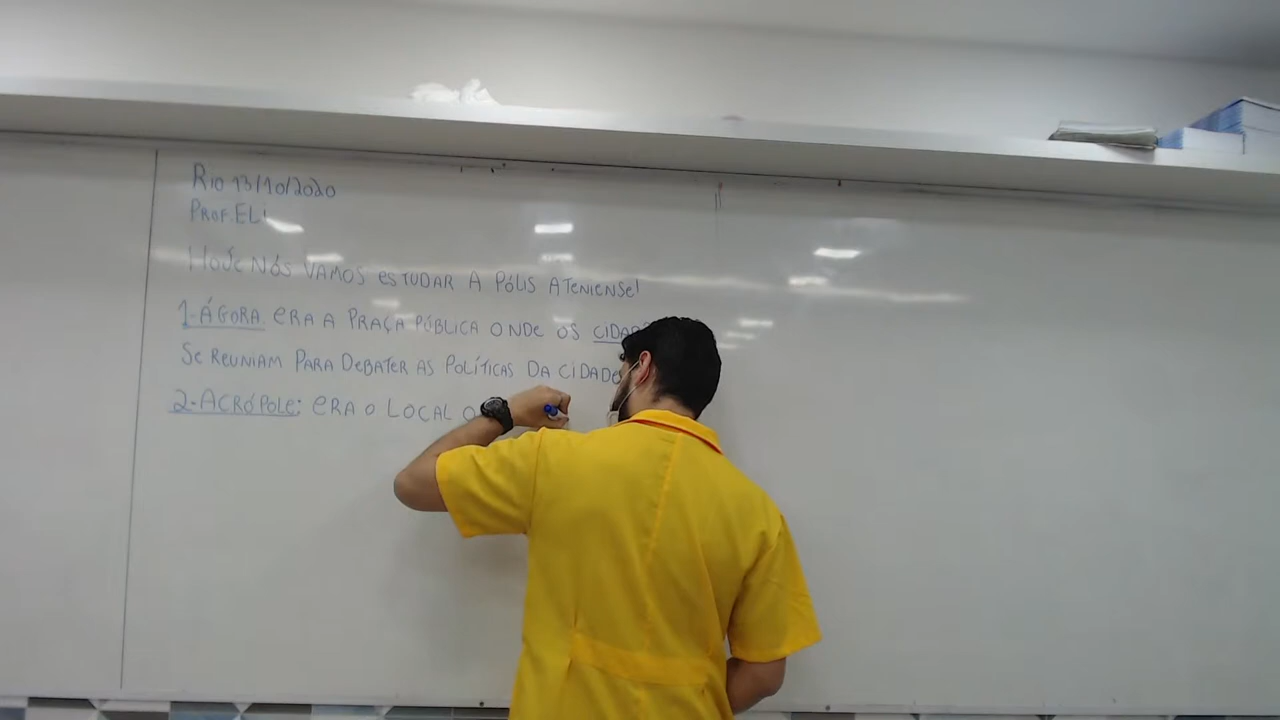 Rio 13/10/2020
PROF. ELI
HOJE NÓS VAMOS ESTUDAR A PÓLIS ATENIENSE!
1-ÁGORA ERA A PRAÇA PÚBLICA ONDE OS
SE REUNIAM PARA DEBATER AS POLÍTICAS DA CIDADE
2-ACRÓPOLE: ERA O LOCAL